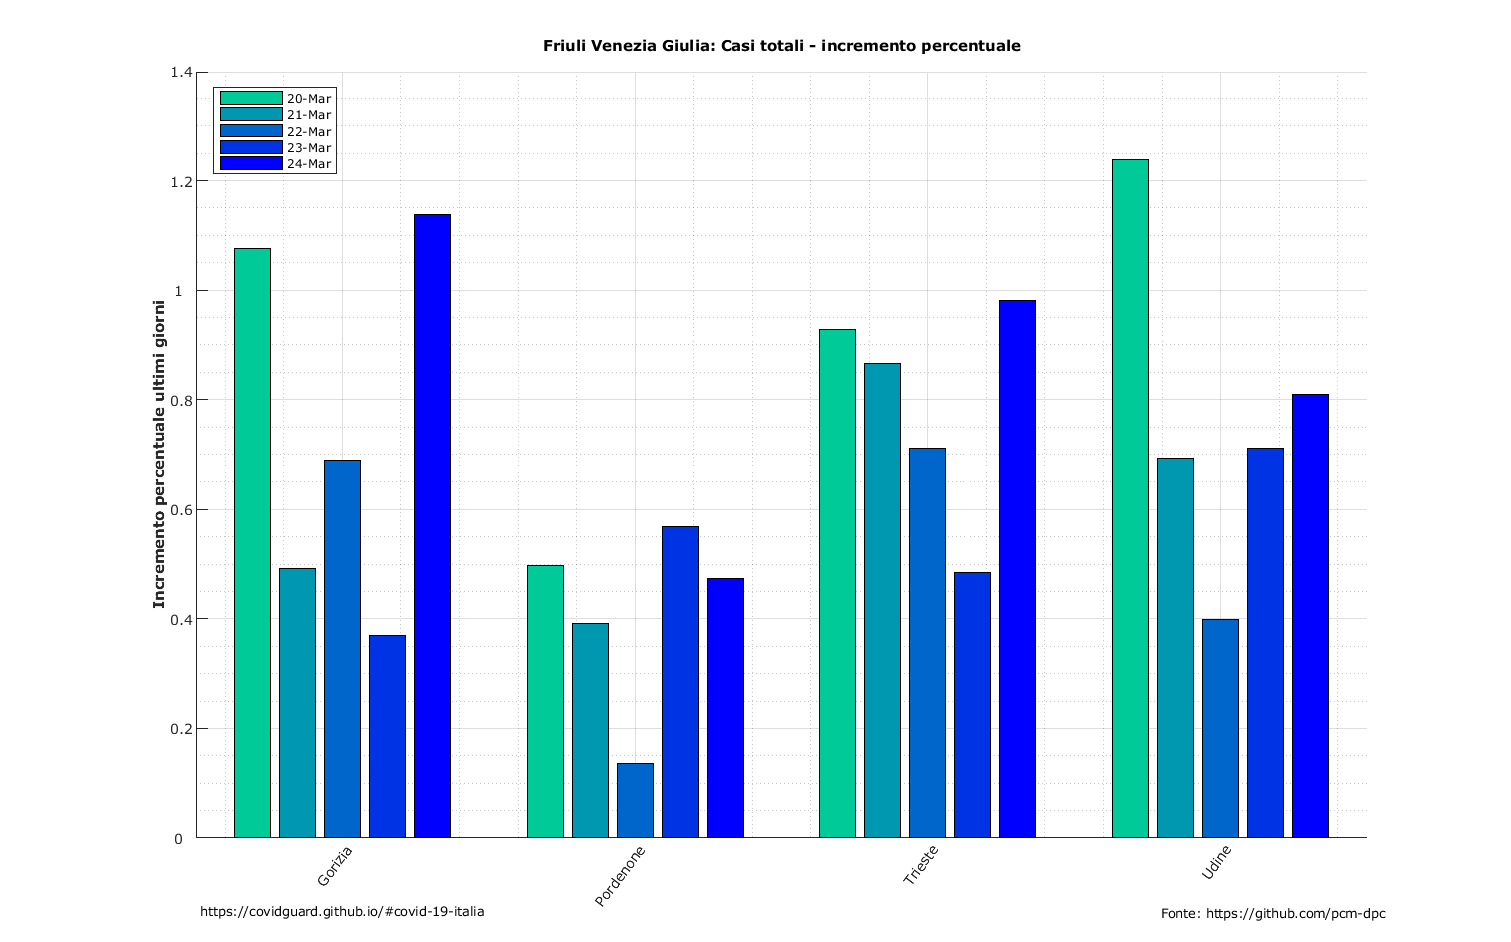 Friuli Venezia Giulia: Casi totali - incremento percentuale
1.4
1.2
1
0.8
0.6
0.4
0.2
0
Incremento percentuale ultimi giorni
20-Mar
21-Mar
22-Mar
23-Mar
24-Mar
Gorizia
Pordenone
Trieste
Udine
https://covidguard.github.io/#covid-19-italia
Fonte: https://github.com/pcm-dpc